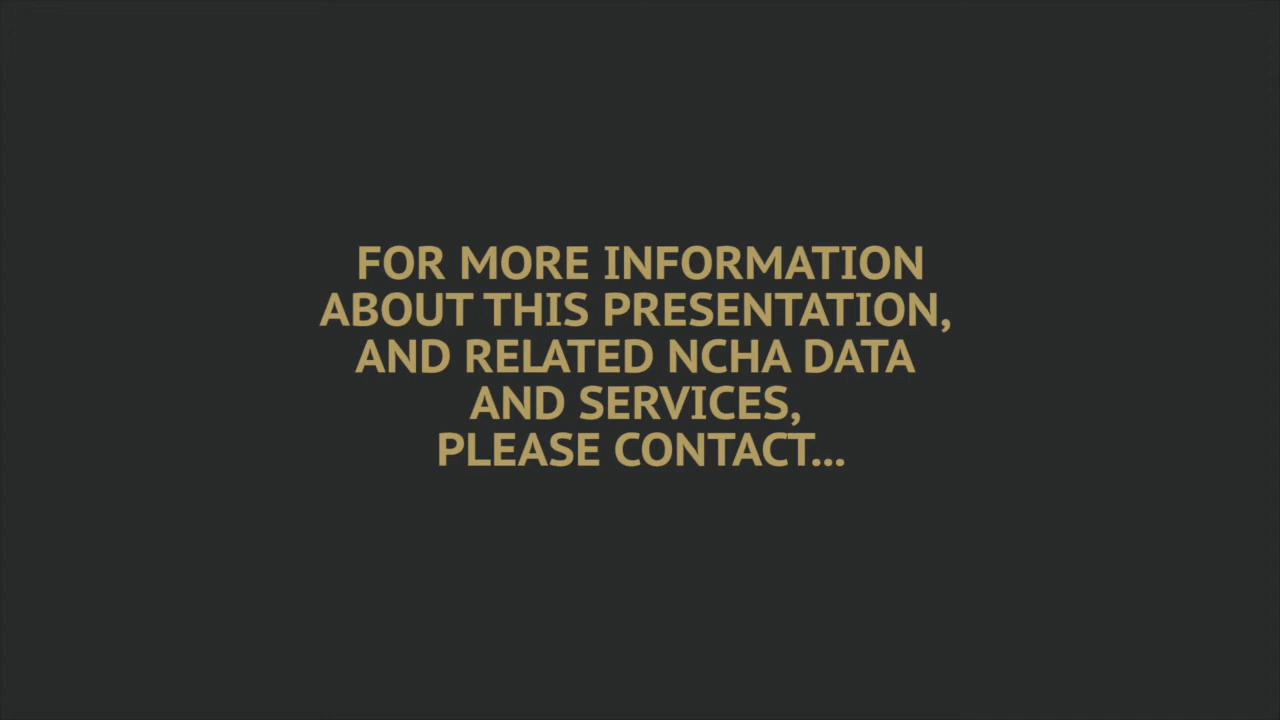 FOR MORE INFORMATION
ABOUT THIS PRESENTATION,
AND RELATED NCHA DATA
AND SERVICES,
PLEASE CONTACT...